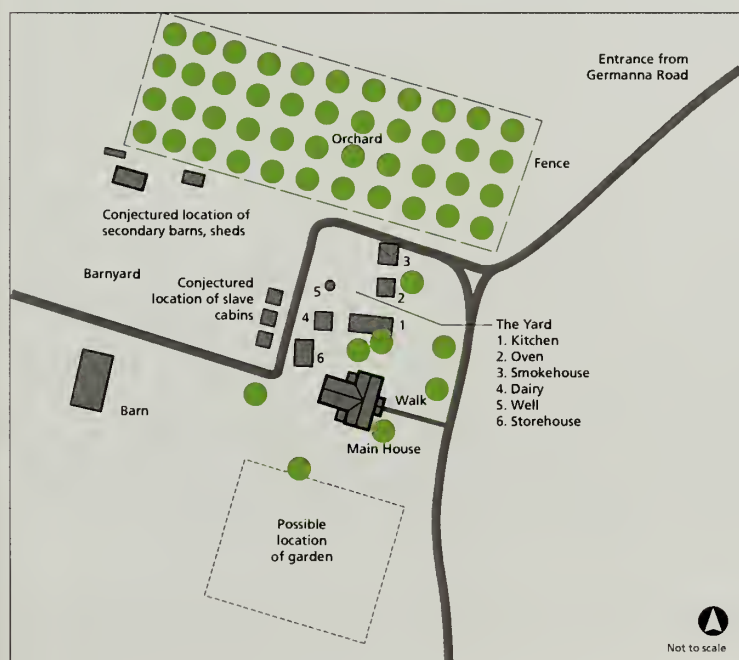 Entrance from
Germanna Road
Orchard
Fence
Conjectured location of
secondary barns, sheds
Barnyard
Conjectured
location of slave
cabins
3
5
2
4
1
6
The Yard
1. Kitchen
2. Oven
3. Smokehouse
4. Dairy
5. Well
6. Storehouse
Barn
Walk
Main House
Possible
location
of garden
Not to scale